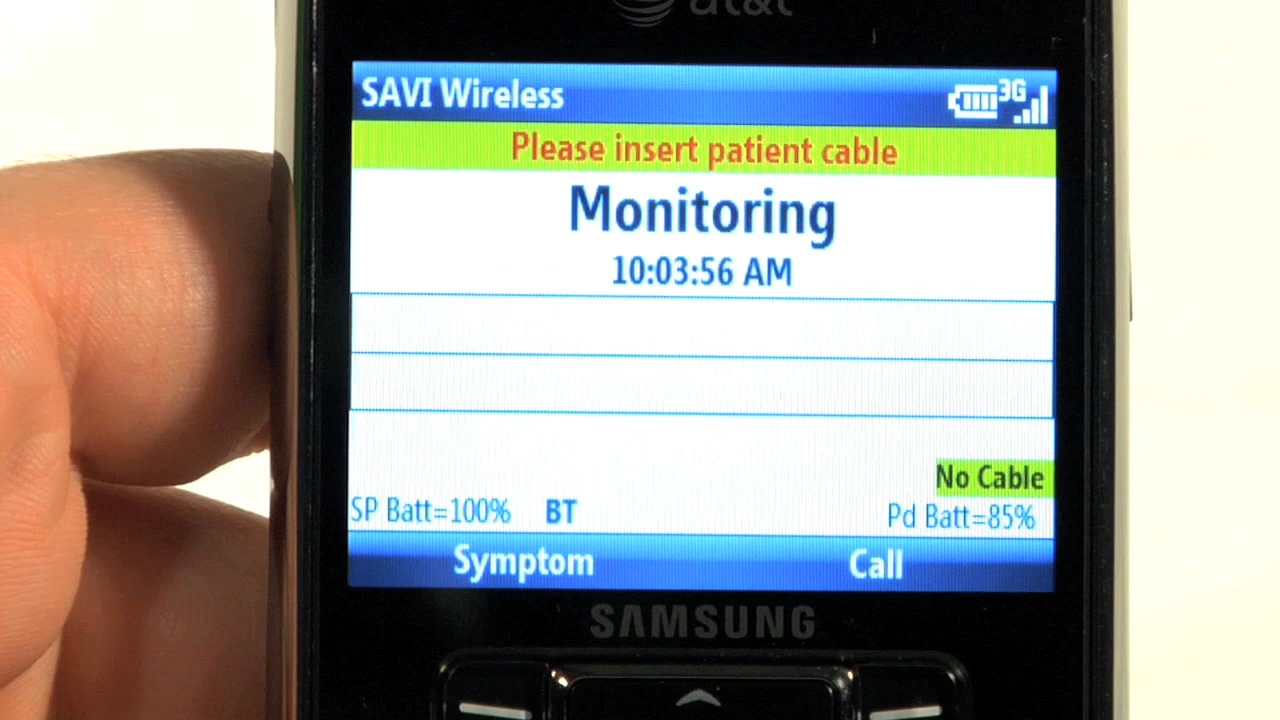 at&t
SAVI Wireless
3G
Please insert patient cable
Monitoring
10:03:56 AM
No Cable
SP Batt=100% BT Pd Batt=85%
Symptom Call
SAMSUNG